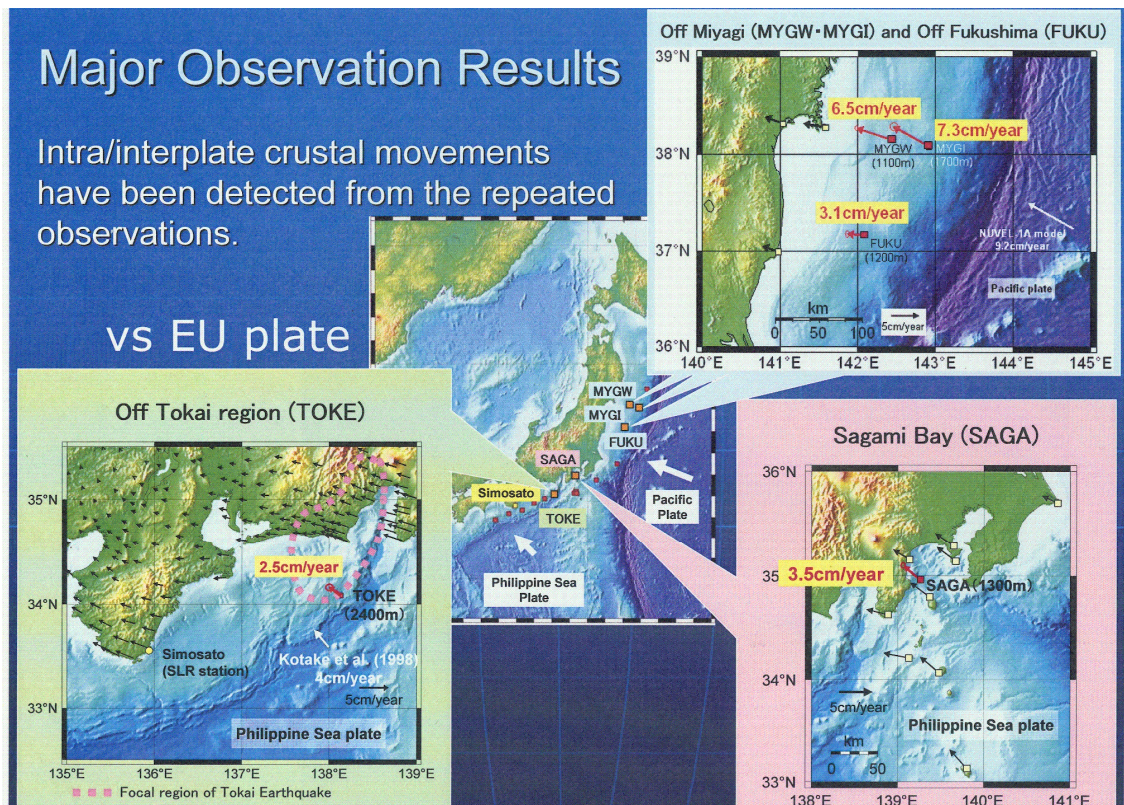 Major Observation Results
Intra/interplate crustal movements
have been detected from the repeated
observations.
vs EU plate
Off Miyagi (MYGW・MYGI) and Off Fukushima (FUKU)
39°N
38°N
37°N
36°N
140°E
141°E
142°E
143°E
144°E
145°E
6.5cm/year
7.3cm/year
MYGW
(1100m)
MYGI
(1700m)
3.1cm/year
FUKU
(1200m)
NUVEL-1A model
9.2cm/year
Pacific plate
km
0 50 100
5cm/year
MYGW
MYGI
FUKU
SAGA
Simosato
TOKE
Pacific
Plate
Philippine Sea
Plate
Off Tokai region (TOKE)
35°N
34°N
33°N
135°E
136°E
137°E
138°E
139°E
2.5cm/year
TOKE
(2400m)
Simosato
(SLR station)
Kotake et al. (1998)
4cm/year
5cm/year
Philippine Sea plate
Focal region of Tokai Earthquake
Sagami Bay (SAGA)
36°N
35°N
34°N
33°N
138°E
139°E
140°E
141°E
3.5cm/year
SAGA (1300m)
5cm/year
Philippine Sea plate
km
0 50